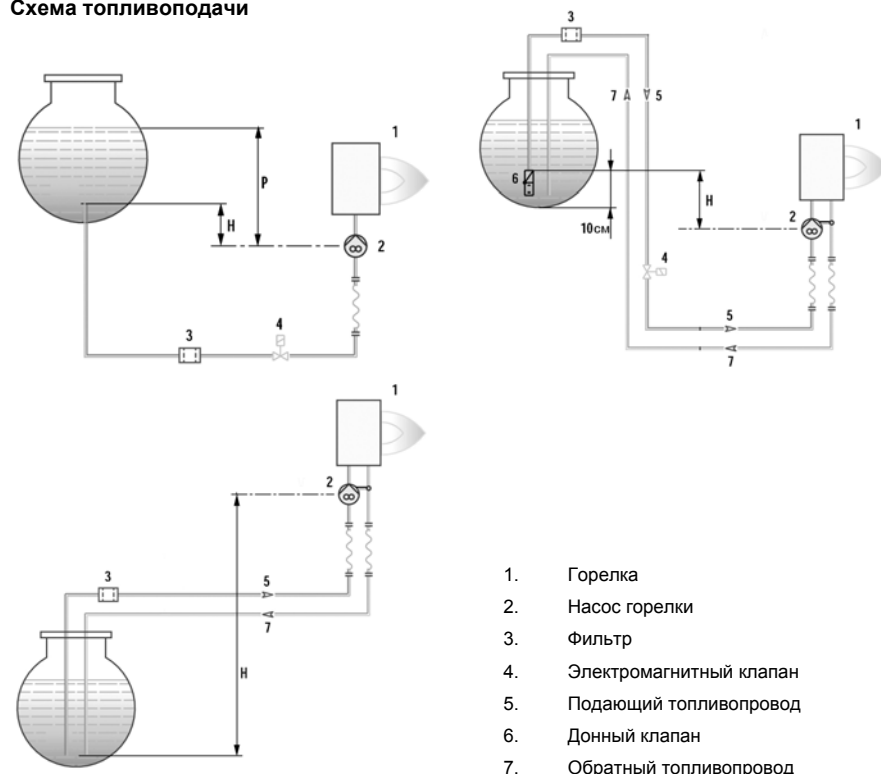 Схема топливоподачи
1
P
H
2
3
4
3
7
5
1
6
H
10см
2
4
5
7
1
2
3
5
7
H
1. Горелка
2. Насос горелки
3. Фильтр
4. Электромагнитный клапан
5. Подающий топливопровод
6. Донный клапан
7. Обратный топливопровод